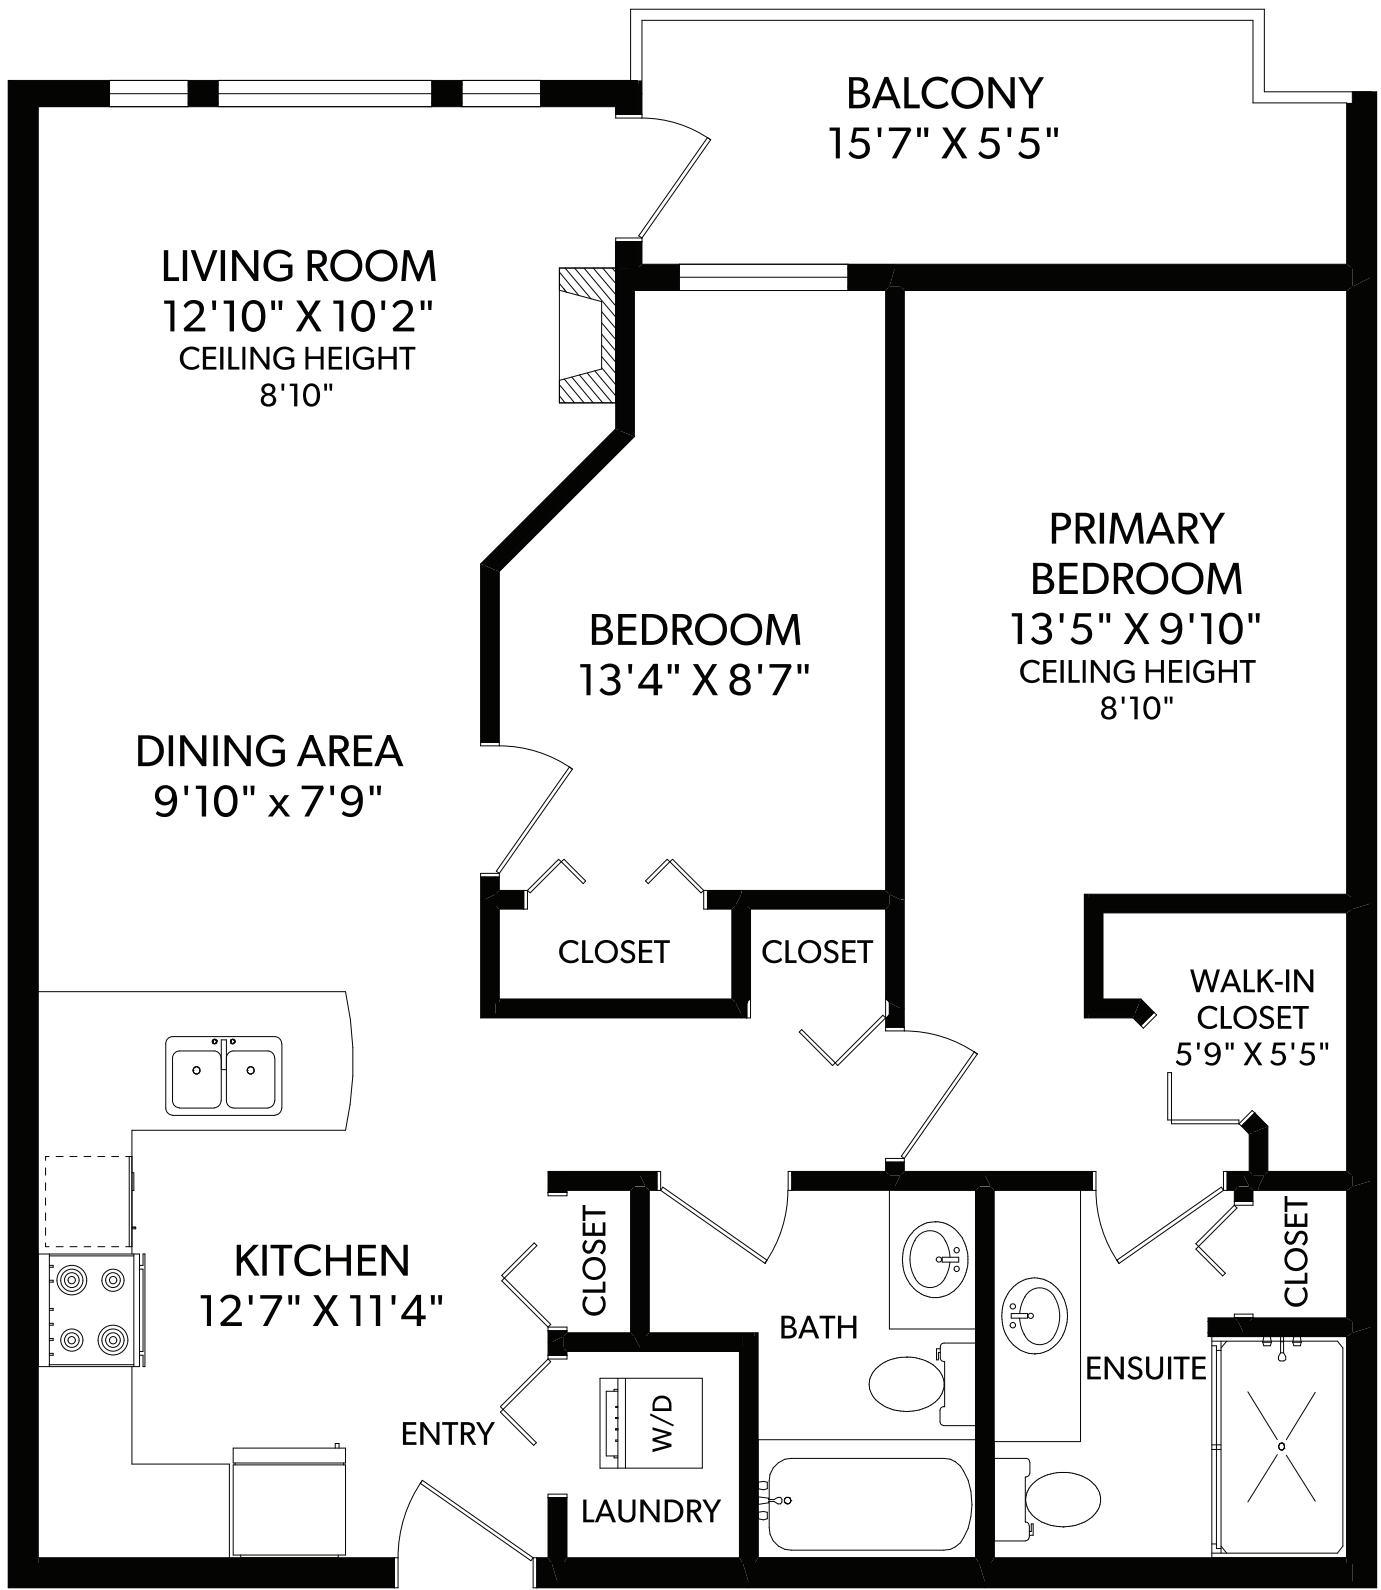 BALCONY
15'7" X 5'5"
LIVING ROOM
12'10" X 10'2"
CEILING HEIGHT
8'10"
PRIMARY
BEDROOM
13'5" X 9'10"
CEILING HEIGHT
8'10"
BEDROOM
13'4" X 8'7"
DINING AREA
9'10" x 7'9"
CLOSET
CLOSET
WALK-IN
CLOSET
5'9" X 5'5"
KITCHEN
12'7" X 11'4"
CLOSET
BATH
CLOSET
ENSUITE
ENTRY
W/D
LAUNDRY